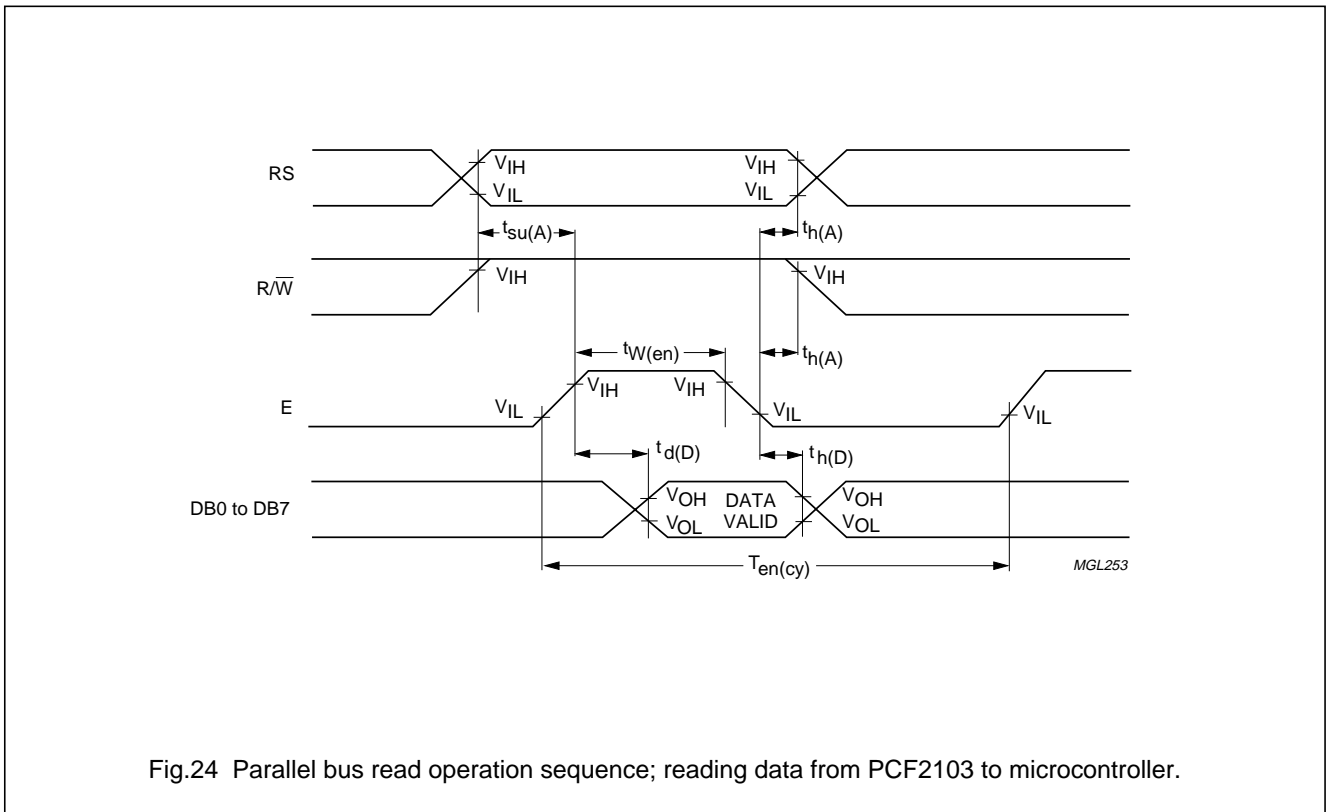 RS
VIH
VIH
VIL
VIL
tsu(A)
th(A)
R/W̅
VIH
VIH
tW(en)
th(A)
E
VIL
VIH
VIH
VIL
VIL
td(D)
th(D)
DB0 to DB7
VOH
DATA
VOH
VOL
VALID
VOL
Ten(cy)
MGL253
Fig.24 Parallel bus read operation sequence; reading data from PCF2103 to microcontroller.